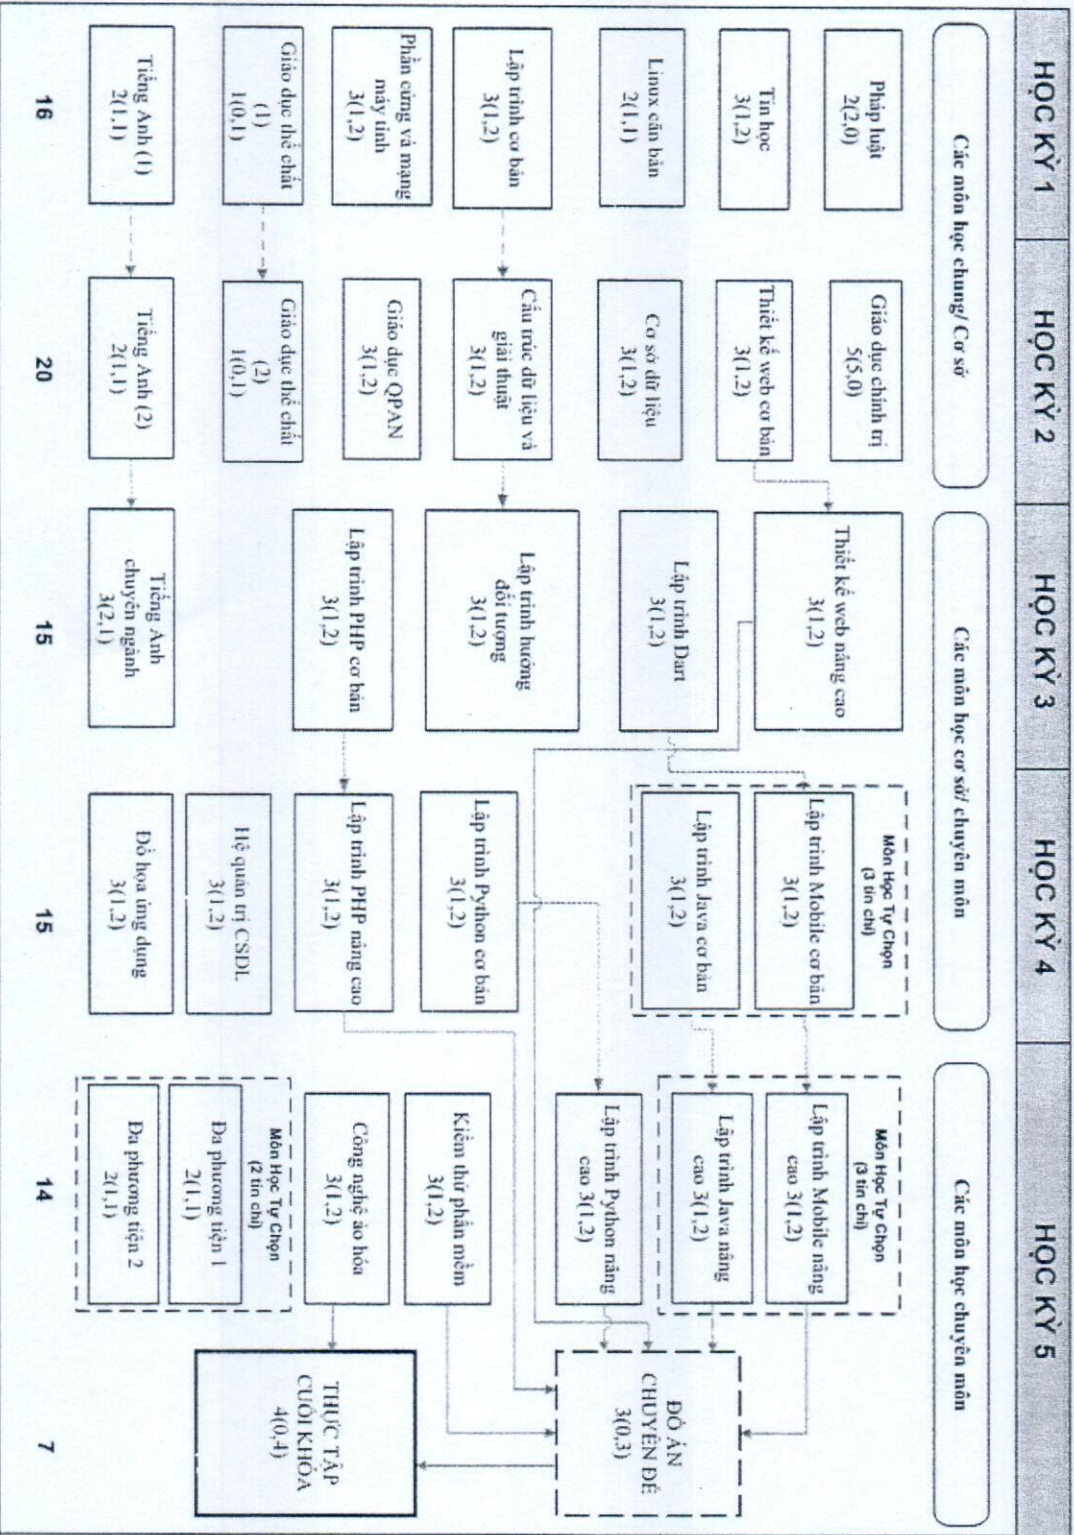 HỌC KỲ 1
HỌC KỲ 2
HỌC KỲ 3
HỌC KỲ 4
HỌC KỲ 5
Các môn học chung/ Cơ sở
Các môn học cơ sở/ chuyên môn
Các môn học chuyên môn
Pháp luật
2(2,0)
Tin học
3(1,2)
Linux căn bản
2(1,1)
Lập trình cơ bản
3(1,2)
Phần cứng và mạng
máy tính
3(1,2)
Giáo dục thể chất
(1)
1(0,1)
Tiếng Anh (1)
2(1,1)
16
Giáo dục chính trị
5(5,0)
Thiết kế web cơ bản
3(1,2)
Cơ sở dữ liệu
3(1,2)
Cấu trúc dữ liệu và
giải thuật
3(1,2)
Giáo dục QPAN
3(1,2)
Giáo dục thể chất
(2)
1(0,1)
Tiếng Anh (2)
2(1,1)
20
Thiết kế web nâng cao
3(1,2)
Lập trình Dart
3(1,2)
Lập trình hướng
đối tượng
3(1,2)
Lập trình PHP cơ bản
3(1,2)
Tiếng Anh
chuyên ngành
3(2,1)
15
Môn Học Tự Chọn
(3 tín chỉ)
Lập trình Mobile cơ bản
3(1,2)
Lập trình Java cơ bản
3(1,2)
Lập trình Python cơ bản
3(1,2)
Lập trình PHP nâng cao
3(1,2)
Hệ quản trị CSDL
3(1,2)
Đồ họa ứng dụng
3(1,2)
15
Môn Học Tự Chọn
(3 tín chỉ)
Lập trình Mobile nâng
cao 3(1,2)
Lập trình Java nâng
cao 3(1,2)
Lập trình Python nâng
cao 3(1,2)
Kiểm thử phần mềm
3(1,2)
Công nghệ ảo hóa
3(1,2)
Môn Học Tự Chọn
(2 tín chỉ)
Đa phương tiện 1
2(1,1)
Đa phương tiện 2
2(1,1)
14
ĐỒ ÁN
CHUYÊN ĐỀ
3(0,3)
THỰC TẬP
CUỐI KHÓA
4(0,4)
7